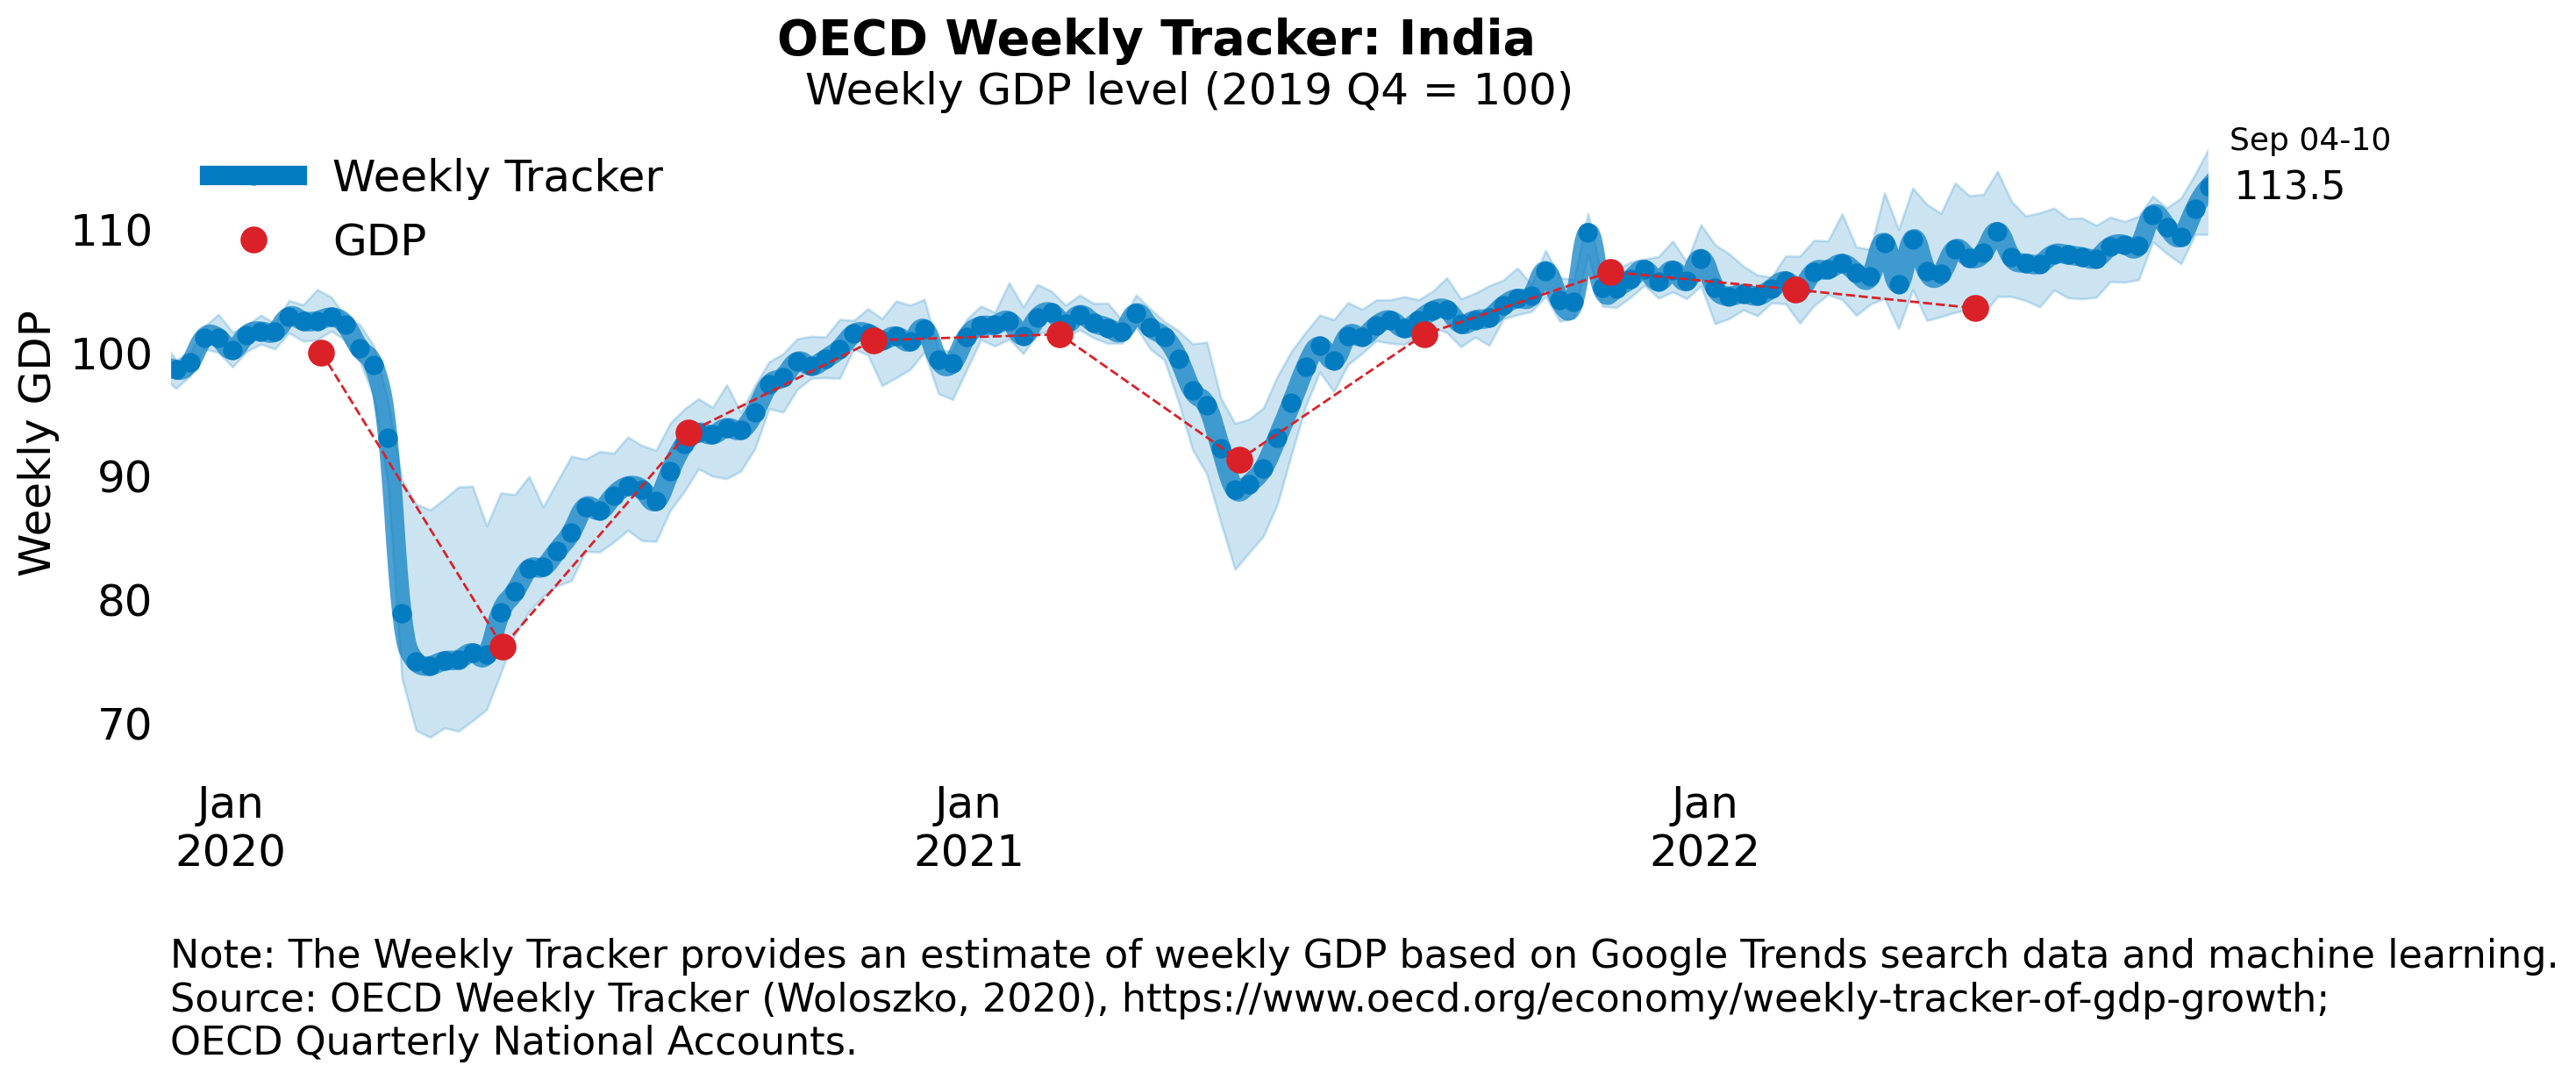 OECD Weekly Tracker: India
Weekly GDP level (2019 Q4 = 100)
Sep 04-10
113.5
Weekly Tracker
GDP
Weekly GDP
110
100
90
80
70
Jan
2020
Jan
2021
Jan
2022
Note: The Weekly Tracker provides an estimate of weekly GDP based on Google Trends search data and machine learning.
Source: OECD Weekly Tracker (Woloszko, 2020), https://www.oecd.org/economy/weekly-tracker-of-gdp-growth;
OECD Quarterly National Accounts.